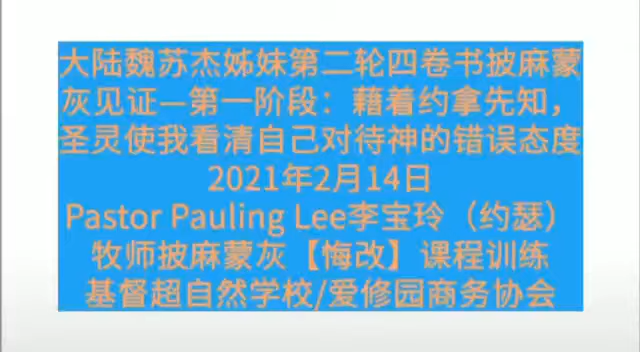 大陆魏苏杰姊妹第二轮四卷书披麻蒙
灰见证—第一阶段：藉着约拿先知，
圣灵使我看清自己对待神的错误态度
2021年2月14日
Pastor Pauling Lee李宝玲（约瑟）
牧师披麻蒙灰【悔改】课程训练
基督超自然学校/爱修园商务协会